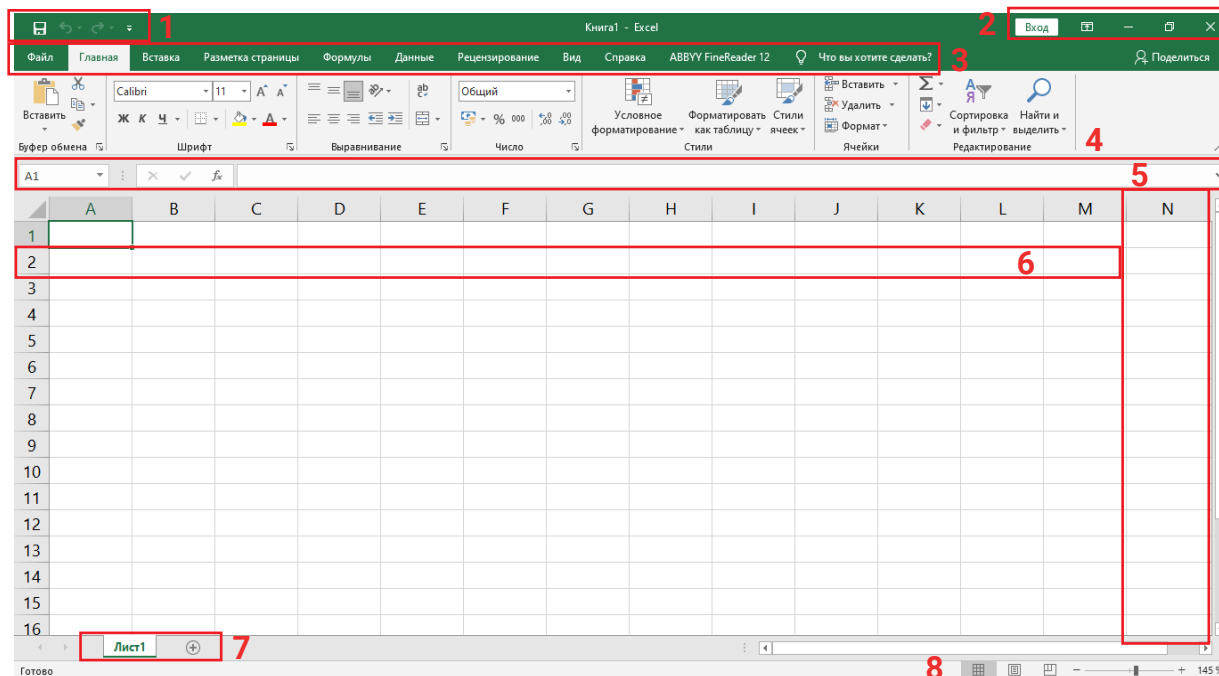 1 Книга1 - Excel 2 Вход
Файл Главная Вставка Разметка страницы Формулы Данные Рецензирование Вид Справка ABBYY FineReader 12 Что вы хотите сделать? 3 Поделиться
Вставить
Calibri 11
Ж К Ч
ab
Общий
% 000
Условное
форматирование
Форматировать
как таблицу
Стили
ячеек
Вставить
Удалить
Формат
Σ
Сортировка
и фильтр
Найти и
выделить
Буфер обмена Шрифт Выравнивание Число Стили Ячейки Редактирование 4
A1 fx 5
A B C D E F G H I J K L M N
1
2 6
3
4
5
6
7
8
9
10
11
12
13
14
15
16
Лист1 7
Готово 8 145 %